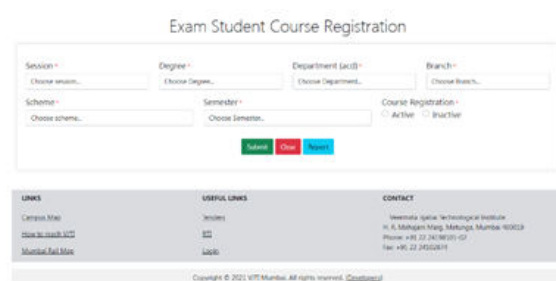 Exam Student Course Registration
Session *
Degree *
Department (acd) *
Branch *
Choose session...
Choose Degree...
Choose Department...
Choose Branch...
Scheme *
Semester *
Course Registration *
Choose scheme...
Choose Semester...
Active
Inactive
Submit
Clear
Report
LINKS
USEFUL LINKS
CONTACT
Campus Map
Tenders
Veermata Jijabai Technological Institute
How to reach VJTI
RTI
H. R. Mahajani Marg, Matunga, Mumbai 400019
Phone: +91 22 24198101-02
Mumbai Rail Map
Login
Fax: +91 22 24102874
Copyright © 2021 VJTI Mumbai. All rights reserved. (Developers)